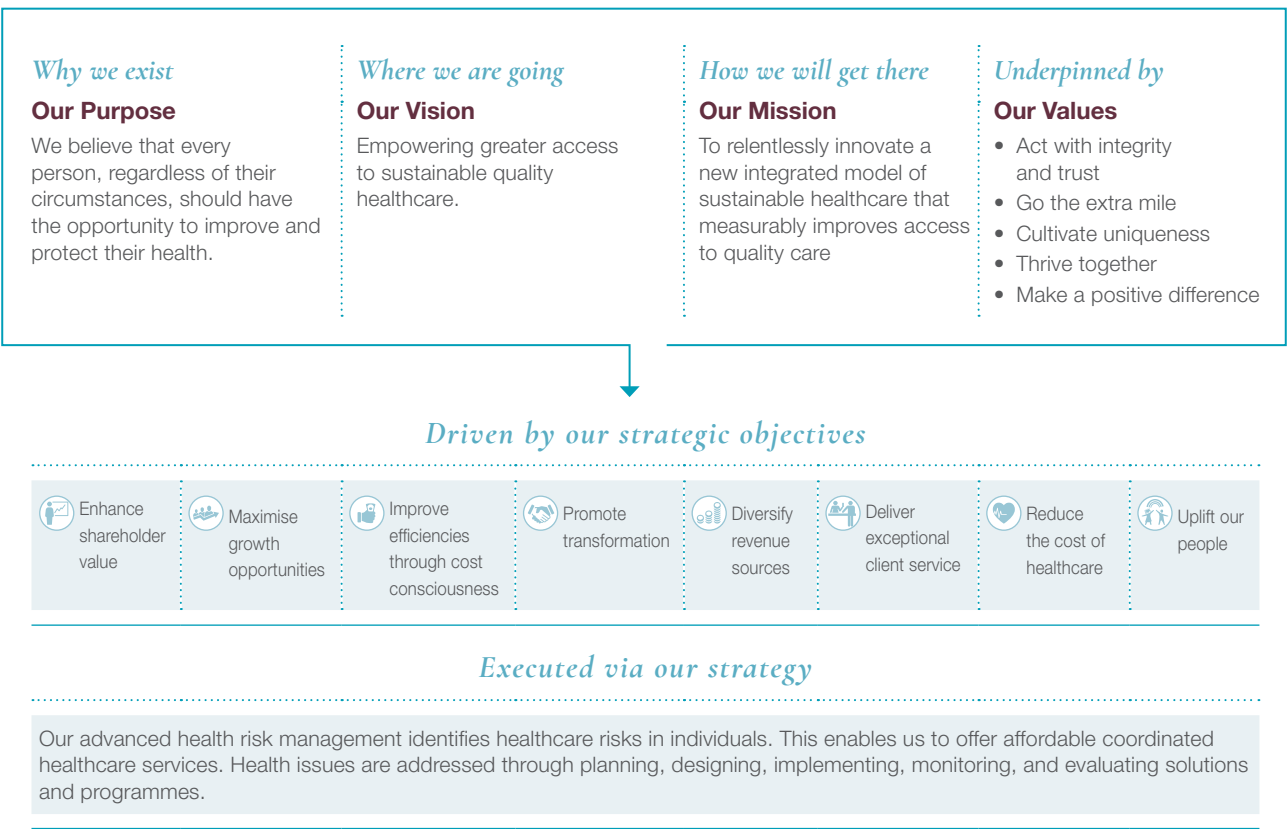 Why we exist
Our Purpose
We believe that every
person, regardless of their
circumstances, should have
the opportunity to improve and
protect their health.
Where we are going
Our Vision
Empowering greater access
to sustainable quality
healthcare.
How we will get there
Our Mission
To relentlessly innovate a
new integrated model of
sustainable healthcare that
measurably improves access
to quality care
Underpinned by
Our Values
• Act with integrity
and trust
• Go the extra mile
• Cultivate uniqueness
• Thrive together
• Make a positive difference
Driven by our strategic objectives
Enhance
shareholder
value
Maximise
growth
opportunities
Improve
efficiencies
through cost
consciousness
Promote
transformation
Diversify
revenue
sources
Deliver
exceptional
client service
Reduce
the cost of
healthcare
Uplift our
people
Executed via our strategy
Our advanced health risk management identifies healthcare risks in individuals. This enables us to offer affordable coordinated
healthcare services. Health issues are addressed through planning, designing, implementing, monitoring, and evaluating solutions
and programmes.